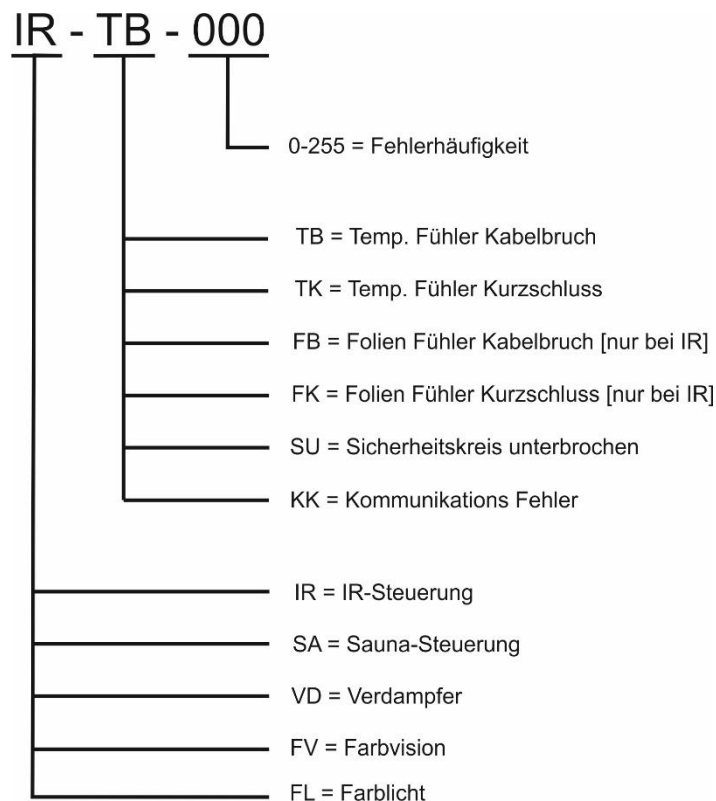 IR - TB - 000
0-255 = Fehlerhäufigkeit
TB = Temp. Fühler Kabelbruch
TK = Temp. Fühler Kurzschluss
FB = Folien Fühler Kabelbruch [nur bei IR]
FK = Folien Fühler Kurzschluss [nur bei IR]
SU = Sicherheitskreis unterbrochen
KK = Kommunikations Fehler
IR = IR-Steuerung
SA = Sauna-Steuerung
VD = Verdampfer
FV = Farbvision
FL = Farblicht